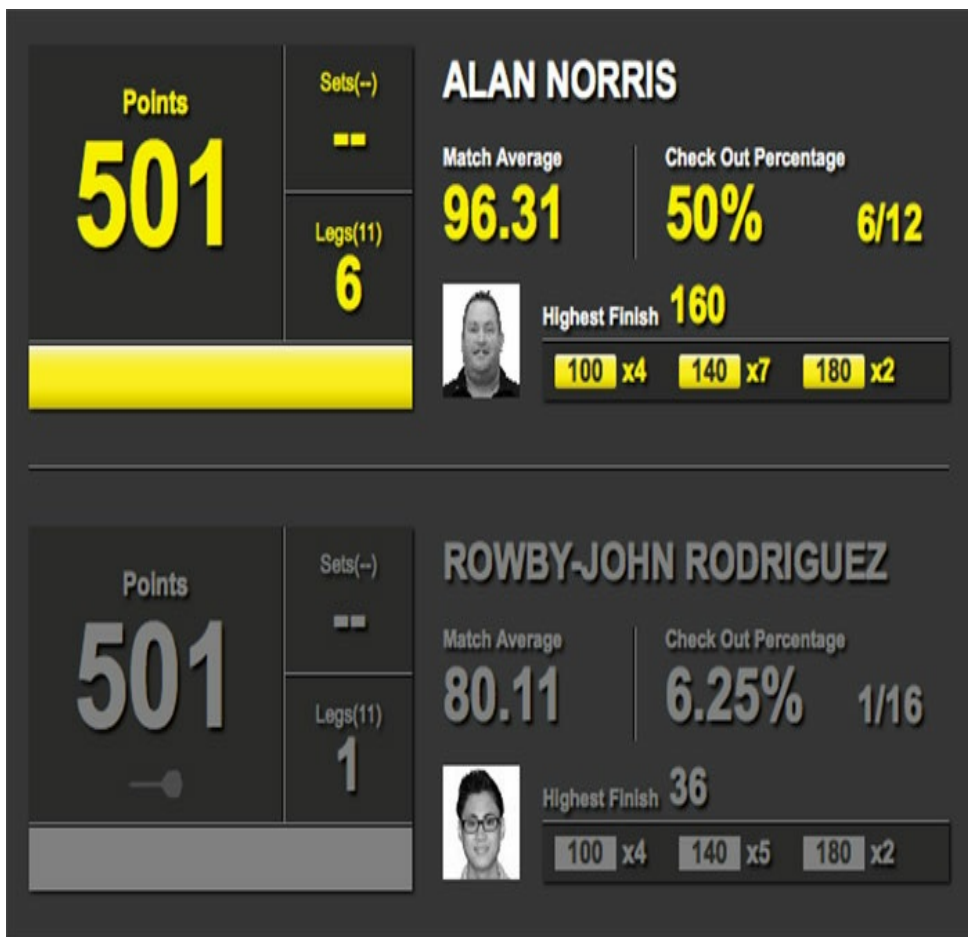 ALAN NORRIS
Points
501
Sets(--)
--
Legs(11)
6
Match Average
96.31
Check Out Percentage
50% 6/12
Highest Finish 160
100 x4 140 x7 180 x2
ROWBY-JOHN RODRIGUEZ
Points
501
Sets(--)
--
Legs(11)
1
Match Average
80.11
Check Out Percentage
6.25% 1/16
Highest Finish 36
100 x4 140 x5 180 x2